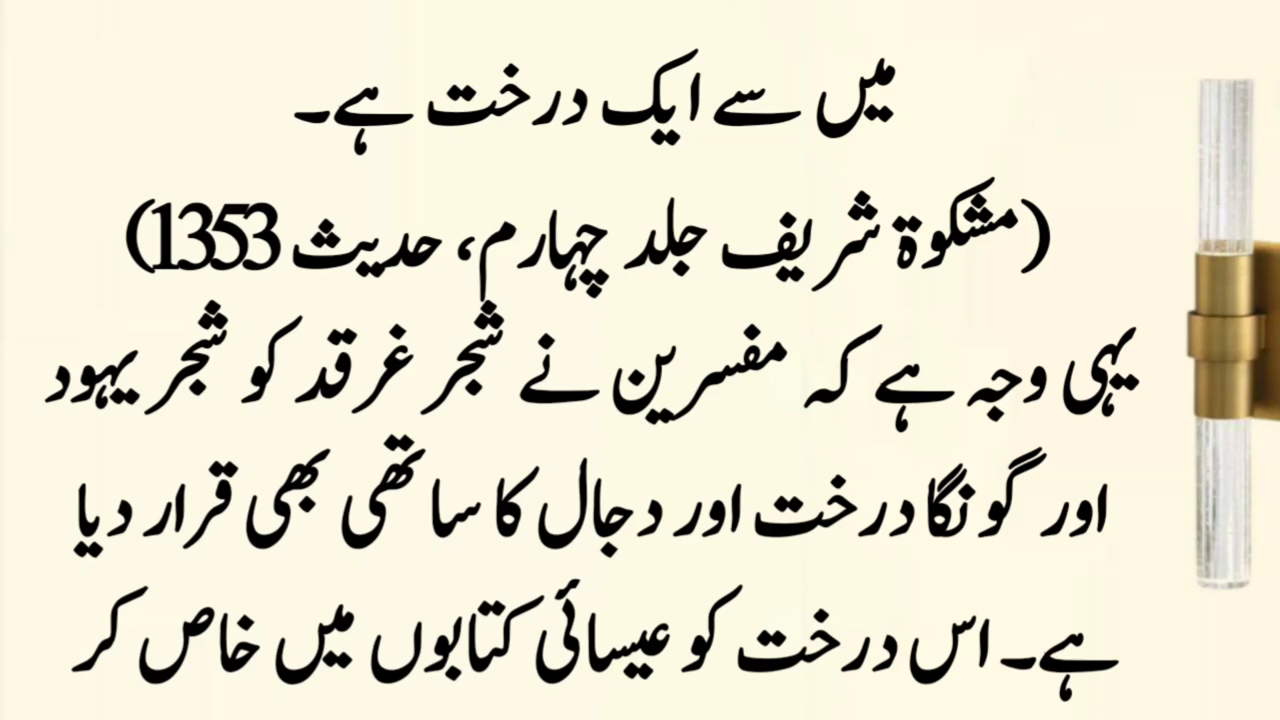 میں سے ایک درخت ہے۔
(مشکوۃ شریف جلد چہارم، حدیث 1353)
یہی وجہ ہے کہ مفسرین نے شجر غرقد کو شجر یہود
اور گونگا درخت اور دجال کا ساتھی بھی قرار دیا
ہے۔ اس درخت کو عیسائی کتابوں میں خاص کر